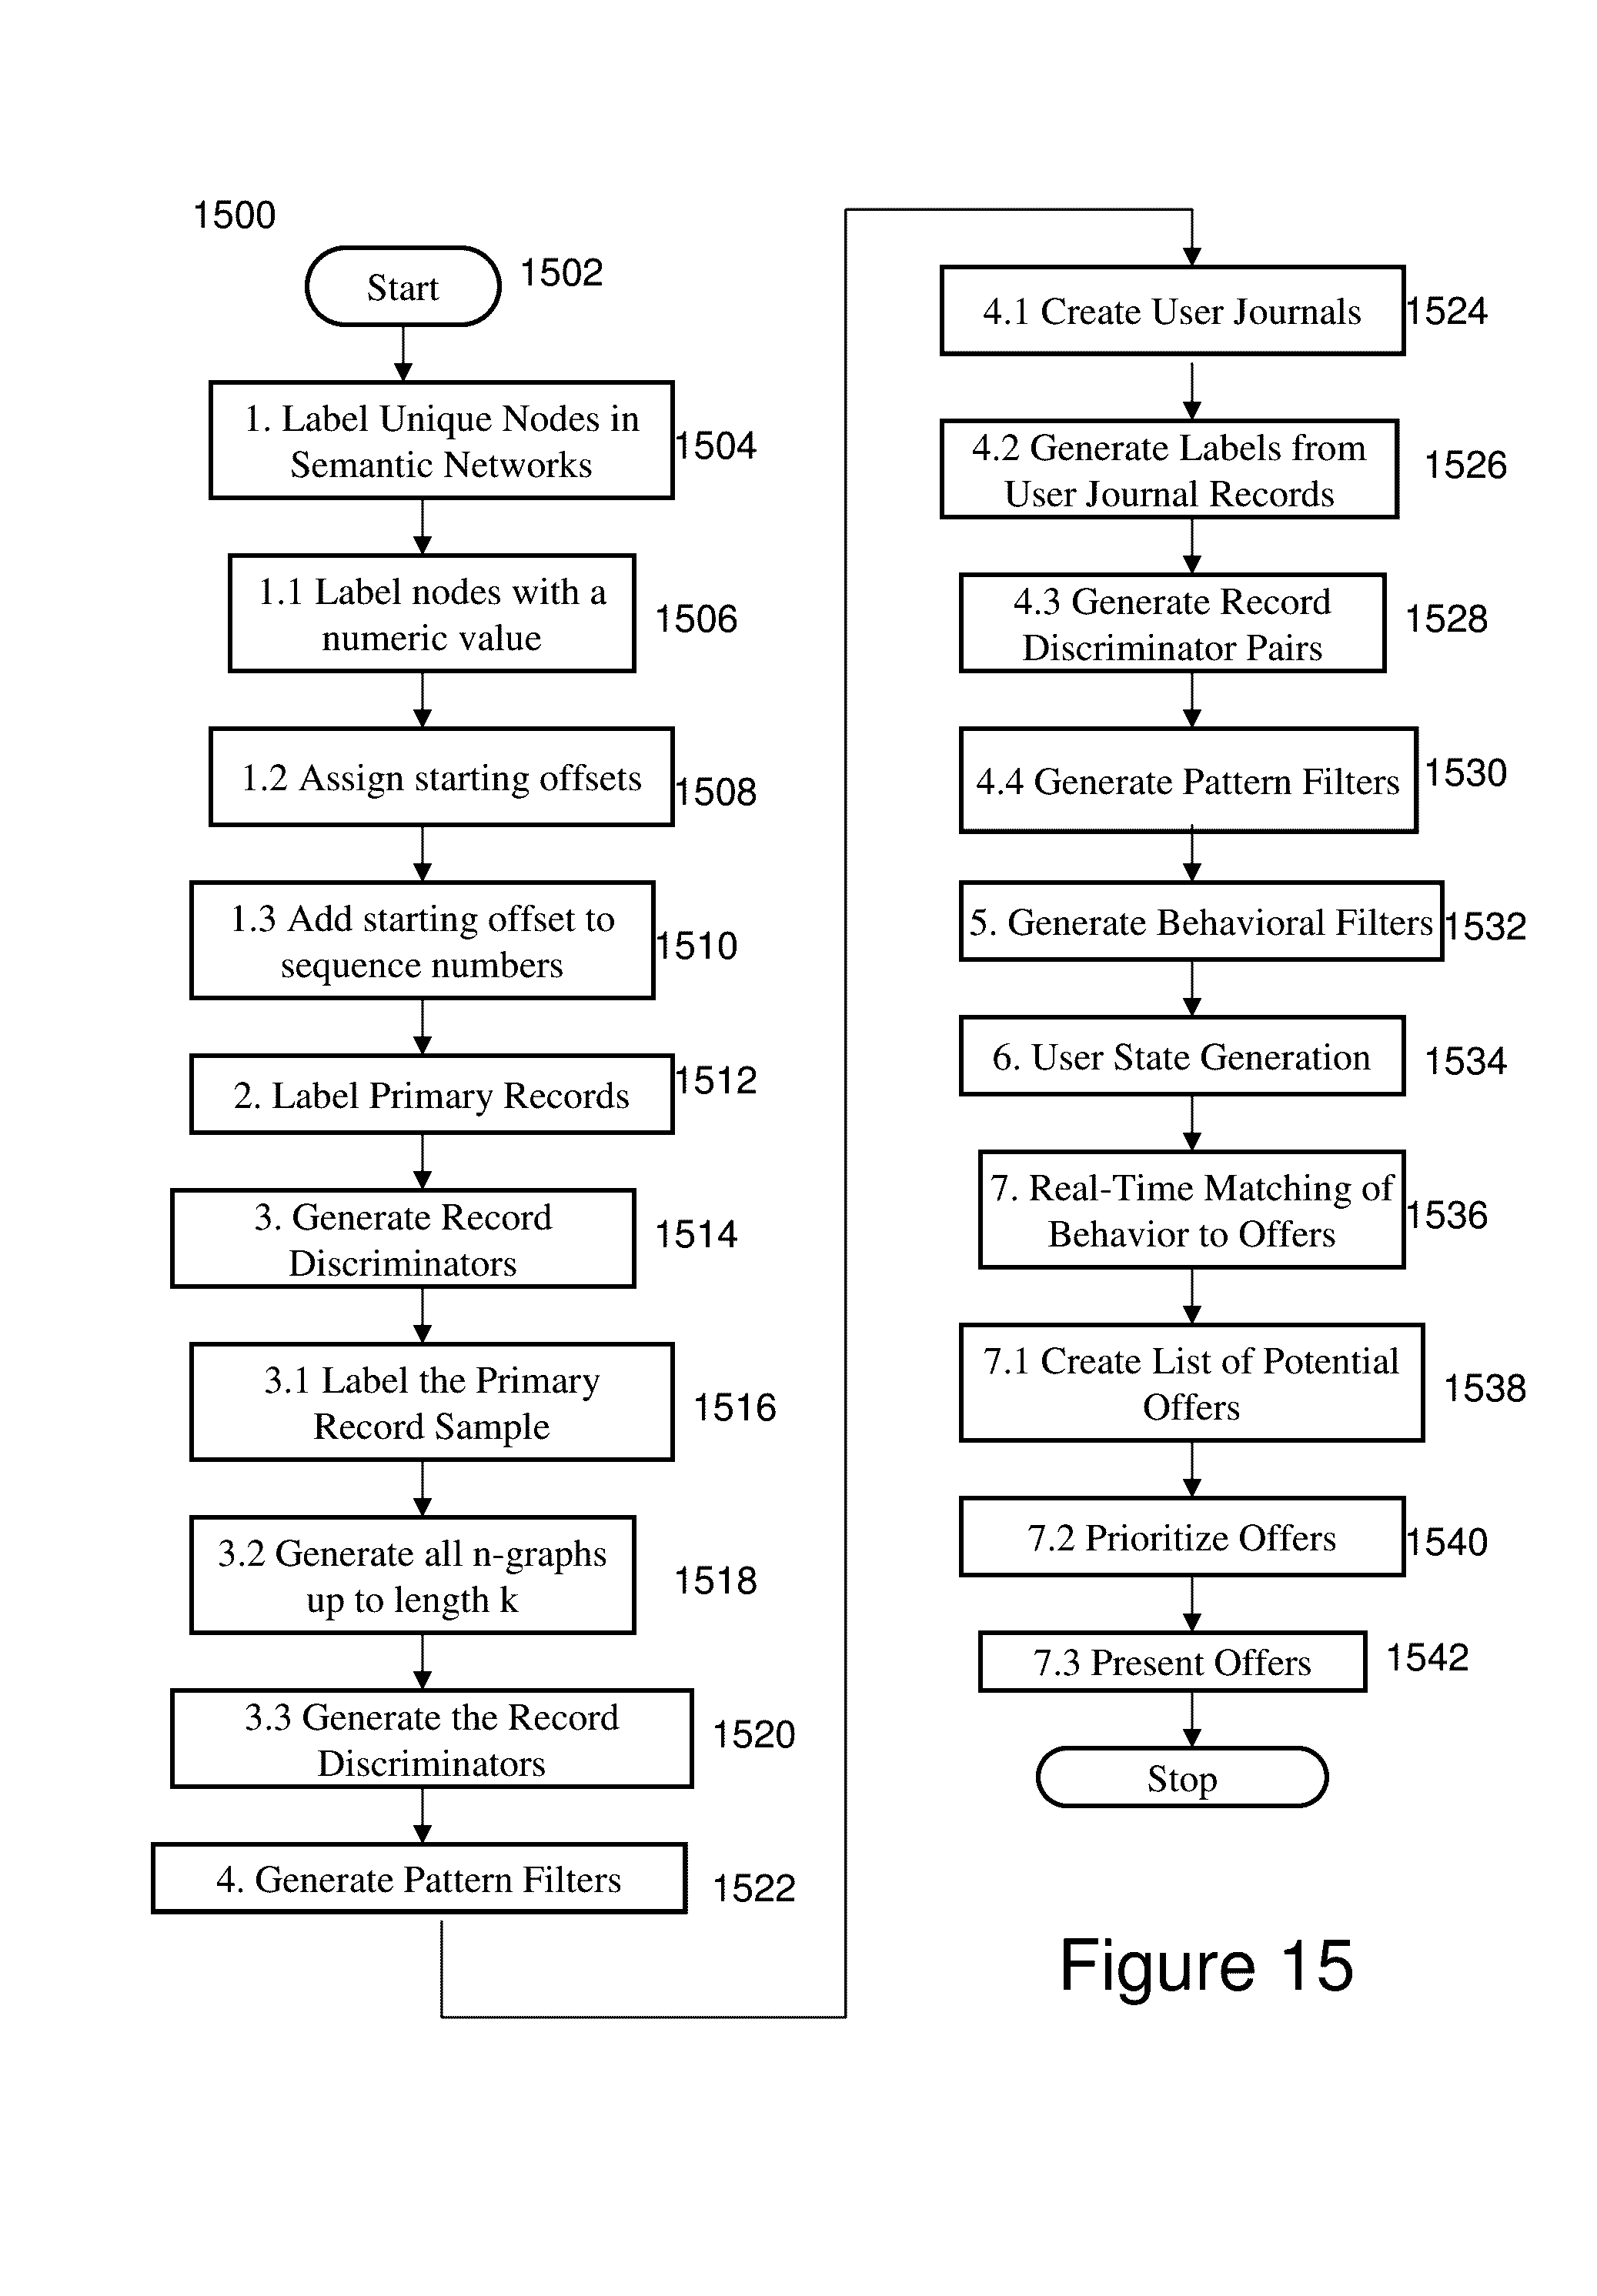 1500
Start
1502
1. Label Unique Nodes in
Semantic Networks
1504
1.1 Label nodes with a
numeric value
1506
1.2 Assign starting offsets
1508
1.3 Add starting offset to
sequence numbers
1510
2. Label Primary Records
1512
3. Generate Record
Discriminators
1514
3.1 Label the Primary
Record Sample
1516
3.2 Generate all n-graphs
up to length k
1518
3.3 Generate the Record
Discriminators
1520
4. Generate Pattern Filters
1522
4.1 Create User Journals
1524
4.2 Generate Labels from
User Journal Records
1526
4.3 Generate Record
Discriminator Pairs
1528
4.4 Generate Pattern Filters
1530
5. Generate Behavioral Filters
1532
6. User State Generation
1534
7. Real-Time Matching of
Behavior to Offers
1536
7.1 Create List of Potential
Offers
1538
7.2 Prioritize Offers
1540
7.3 Present Offers
1542
Stop
Figure 15